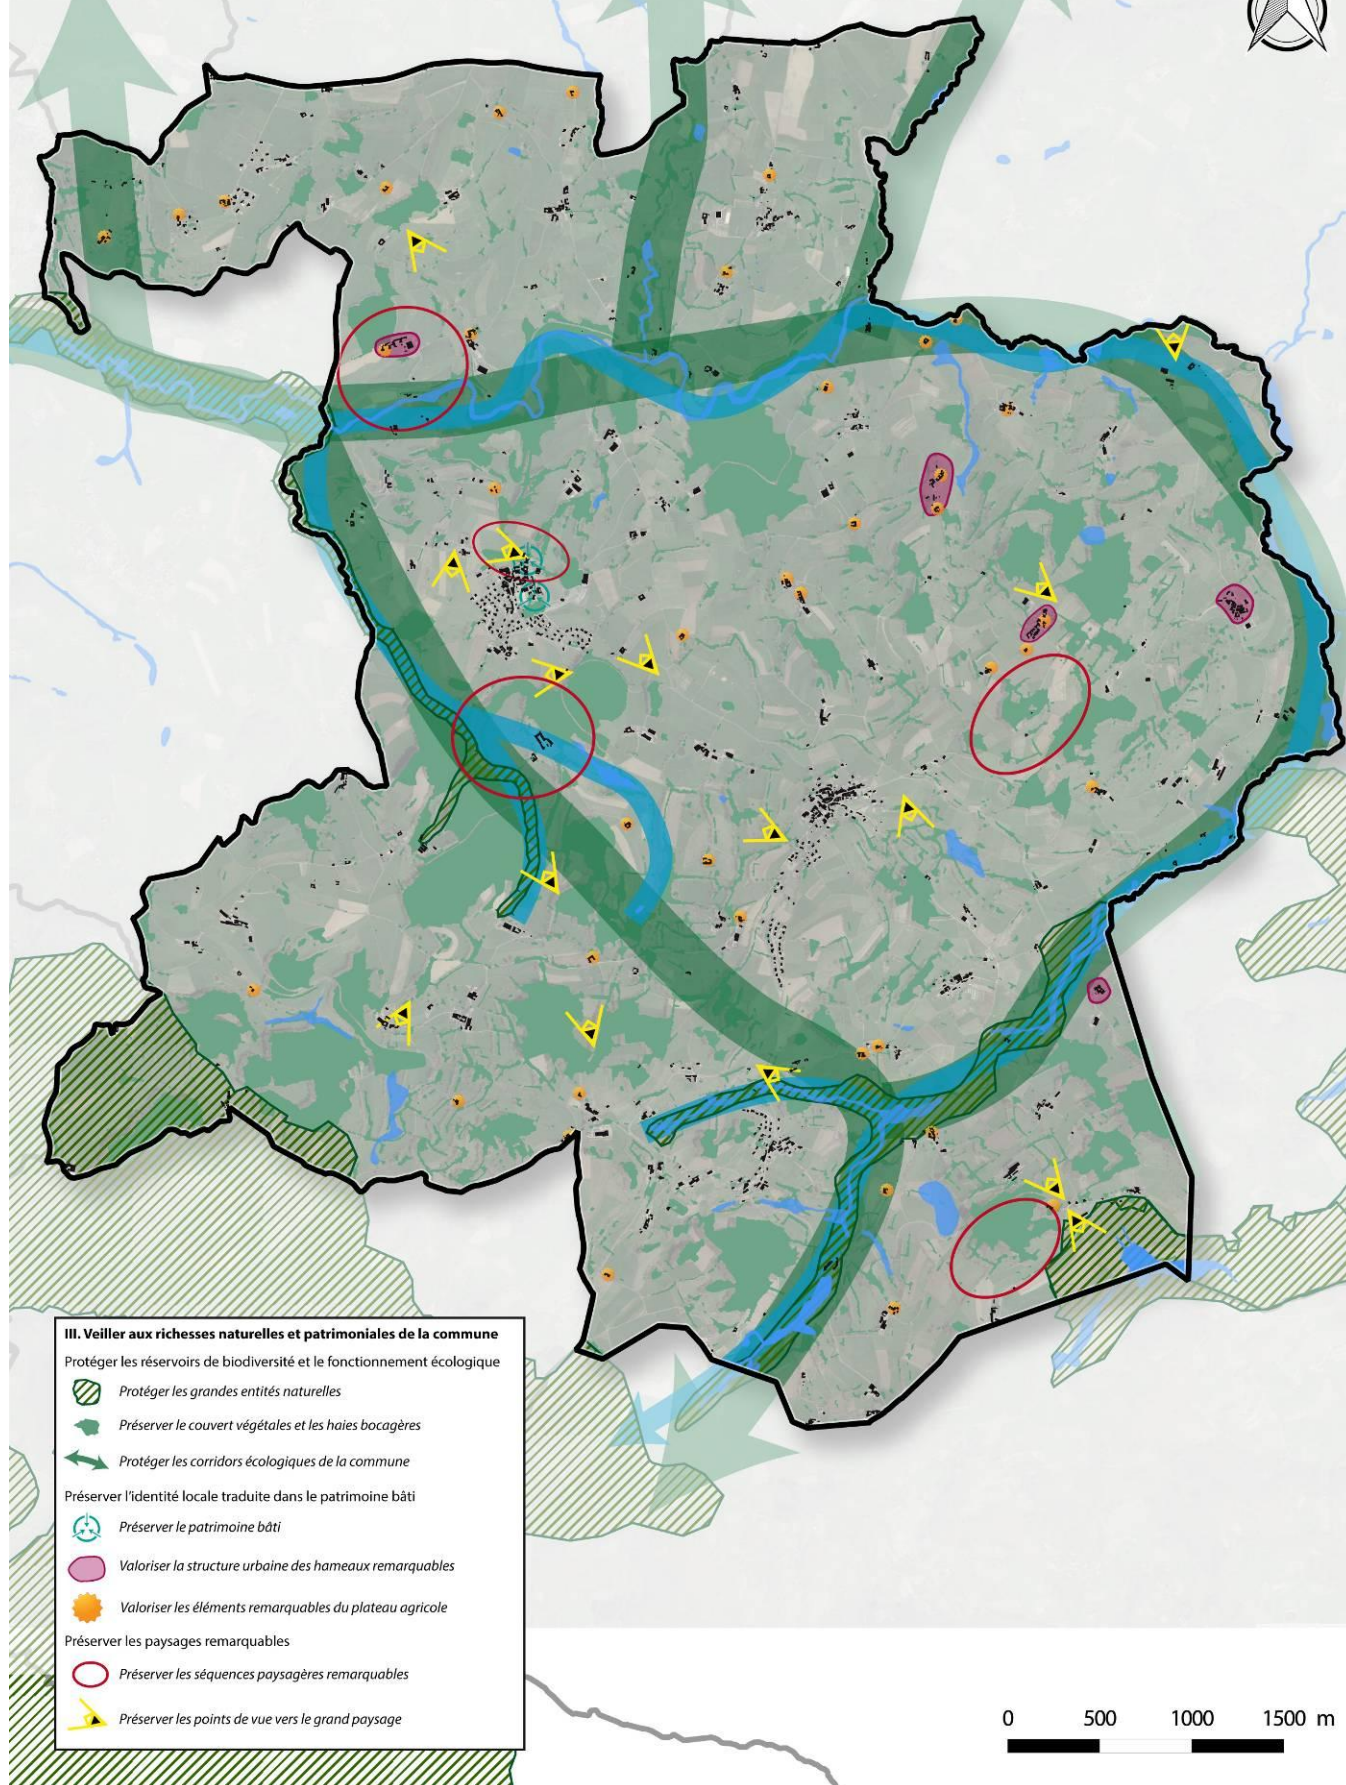 III. Veiller aux richesses naturelles et patrimoniales de la commune
Protéger les réservoirs de biodiversité et le fonctionnement écologique
Protéger les grandes entités naturelles
Préserver le couvert végétales et les haies bocagères
Protéger les corridors écologiques de la commune
Préserver l'identité locale traduite dans le patrimoine bâti
Préserver le patrimoine bâti
Valoriser la structure urbaine des hameaux remarquables
Valoriser les éléments remarquables du plateau agricole
Préserver les paysages remarquables
Préserver les séquences paysagères remarquables
Préserver les points de vue vers le grand paysage
0 500 1000 1500 m